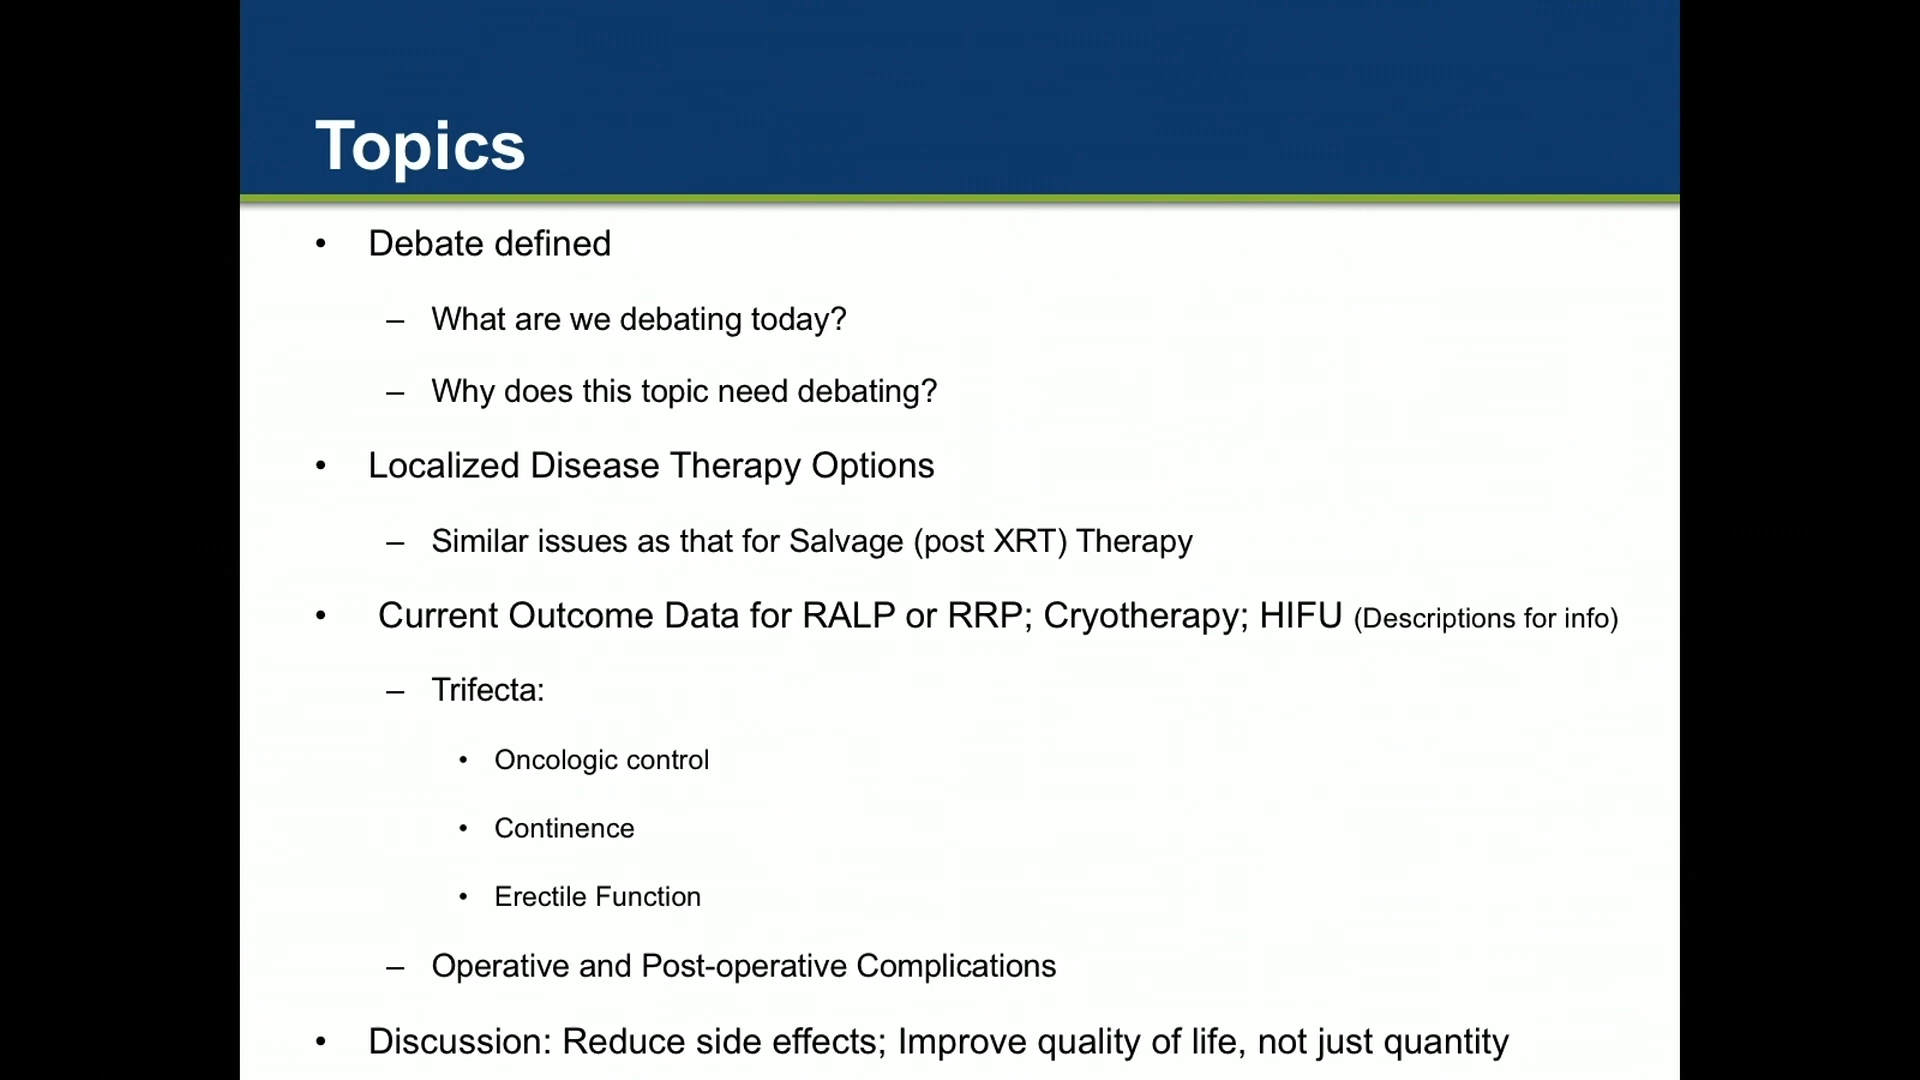 Topics
• Debate defined
– What are we debating today?
– Why does this topic need debating?
• Localized Disease Therapy Options
– Similar issues as that for Salvage (post XRT) Therapy
• Current Outcome Data for RALP or RRP; Cryotherapy; HIFU (Descriptions for info)
– Trifecta:
• Oncologic control
• Continence
• Erectile Function
– Operative and Post-operative Complications
• Discussion: Reduce side effects; Improve quality of life, not just quantity